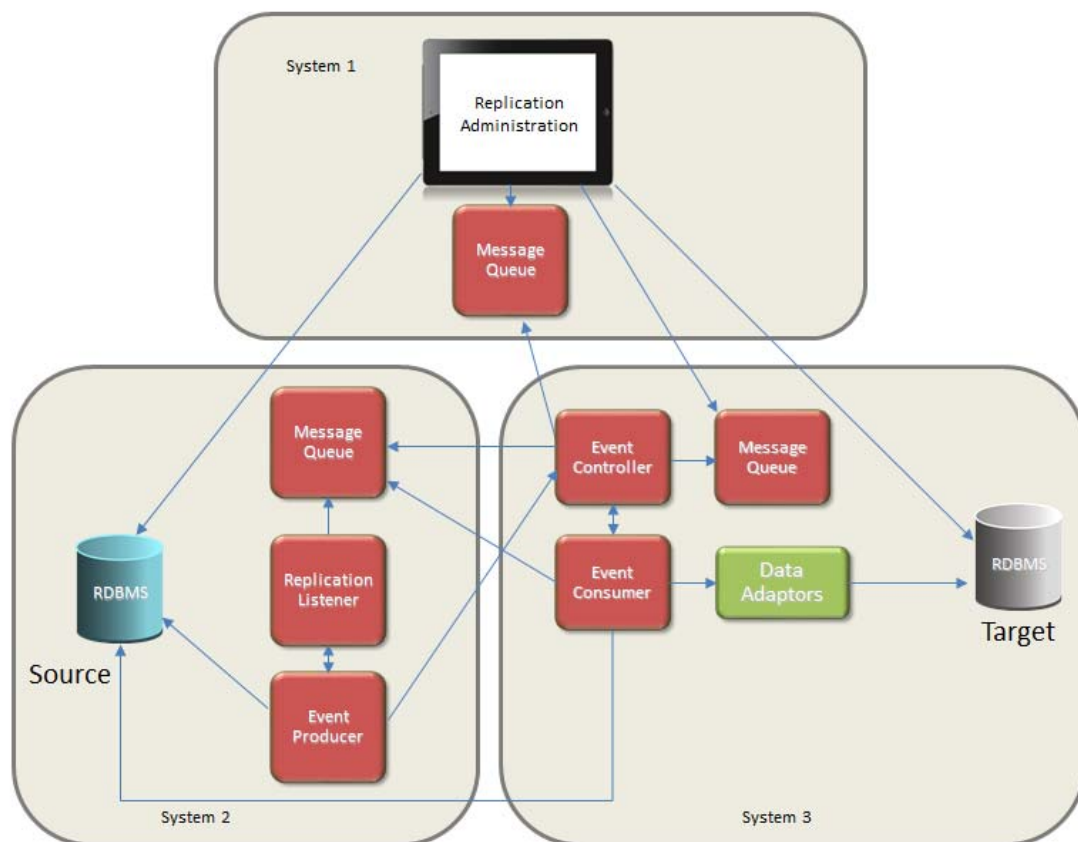 System 1
Replication
Administration
Message
Queue
Message
Queue
Event
Controller
Message
Queue
RDBMS
Source
Replication
Listener
Event
Consumer
Data
Adaptors
RDBMS
Target
Event
Producer
System 2
System 3